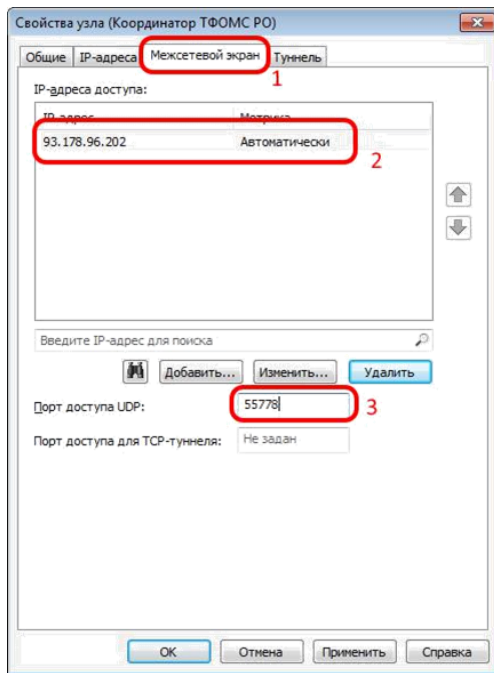 Свойства узла (Координатор ТФОМС РО)
Общие IP-адреса Межсетевой экран Туннель
1
IP-адреса доступа:
IP-адрес Метрика
93.178.96.202 Автоматически
2
Введите IP-адрес для поиска
Добавить... Изменить... Удалить
Порт доступа UDP: 55778 3
Порт доступа для TCP-туннеля: Не задан
ОК Отмена Применить Справка